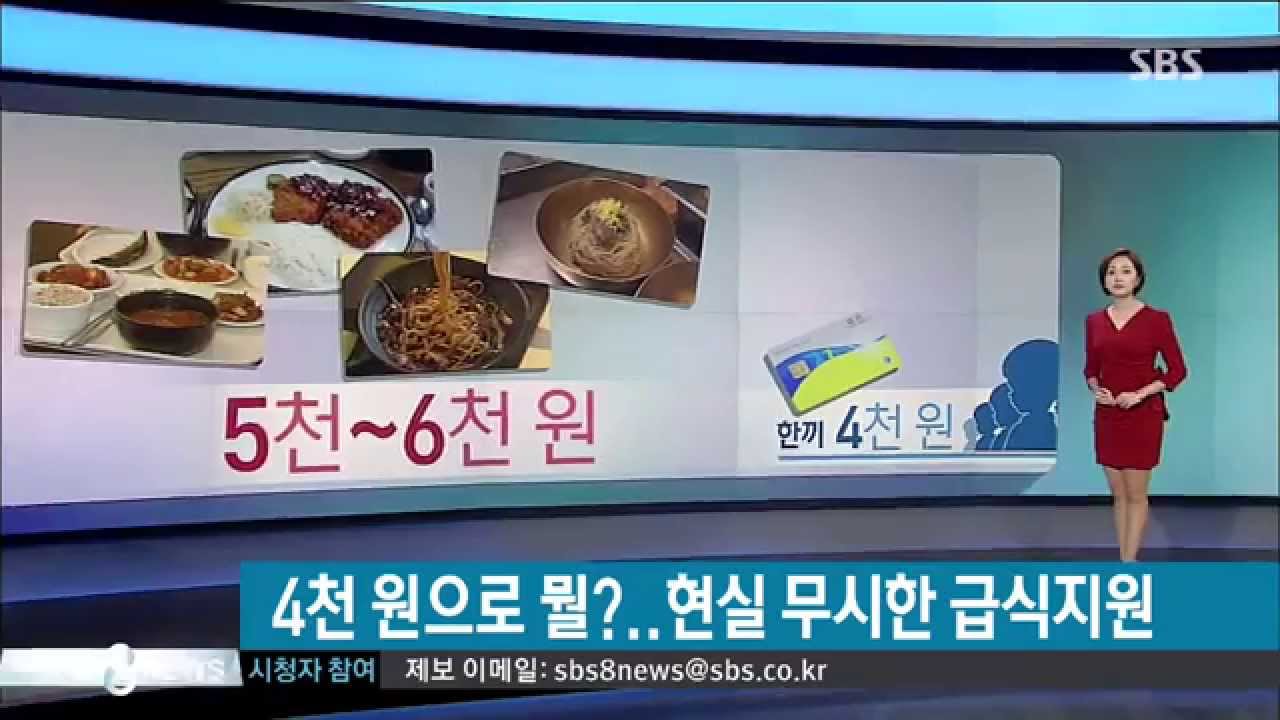 SBS
5천~6천 원
한끼 4천 원
4천 원으로 뭘?..현실 무시한 급식지원
8 NEWS
시청자 참여
제보 이메일: sbs8news@sbs.co.kr